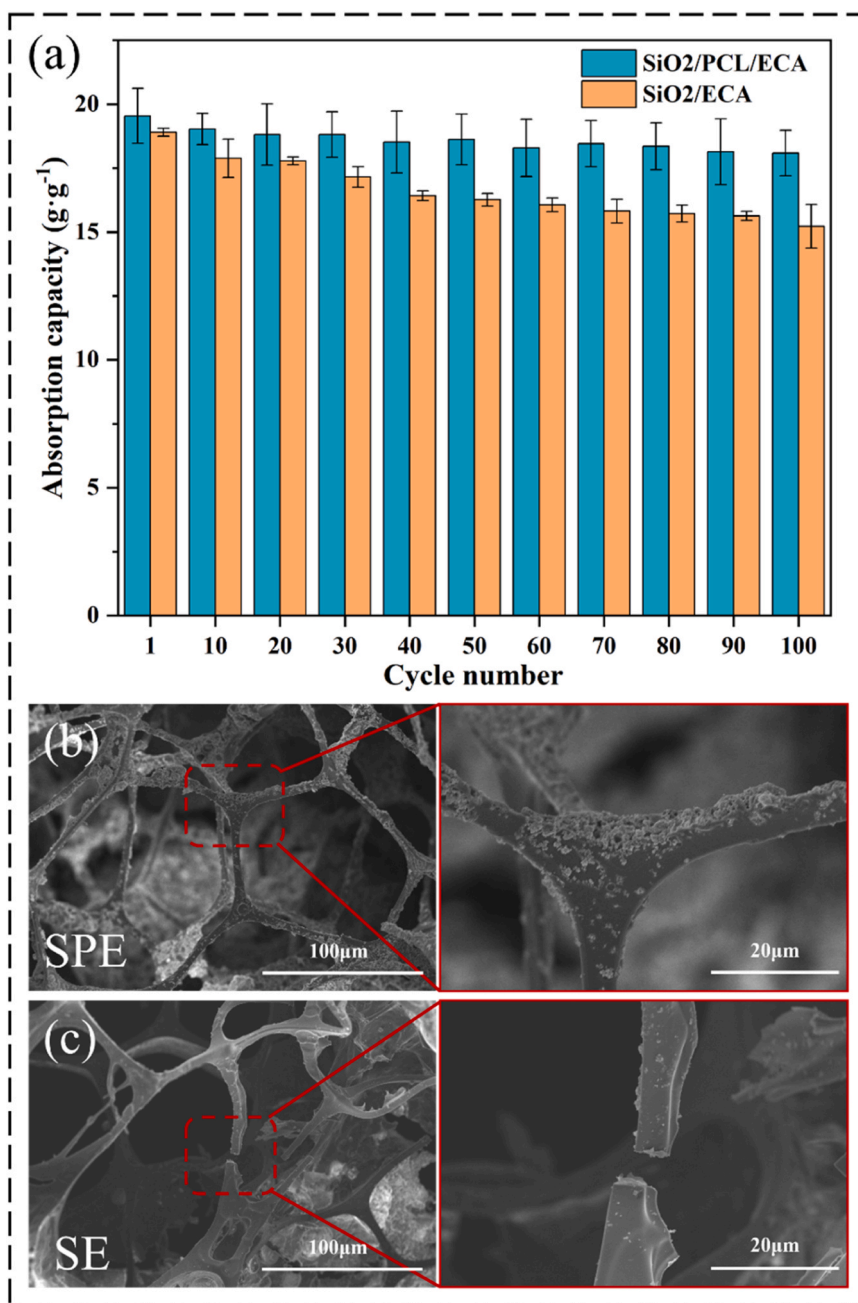 (a)
SiO2/PCL/ECA
SiO2/ECA
Absorption capacity (g·g⁻¹)
20
15
10
5
0
1 10 20 30 40 50 60 70 80 90 100
Cycle number
(b)
SPE
100μm
20μm
(c)
SE
100μm
20μm